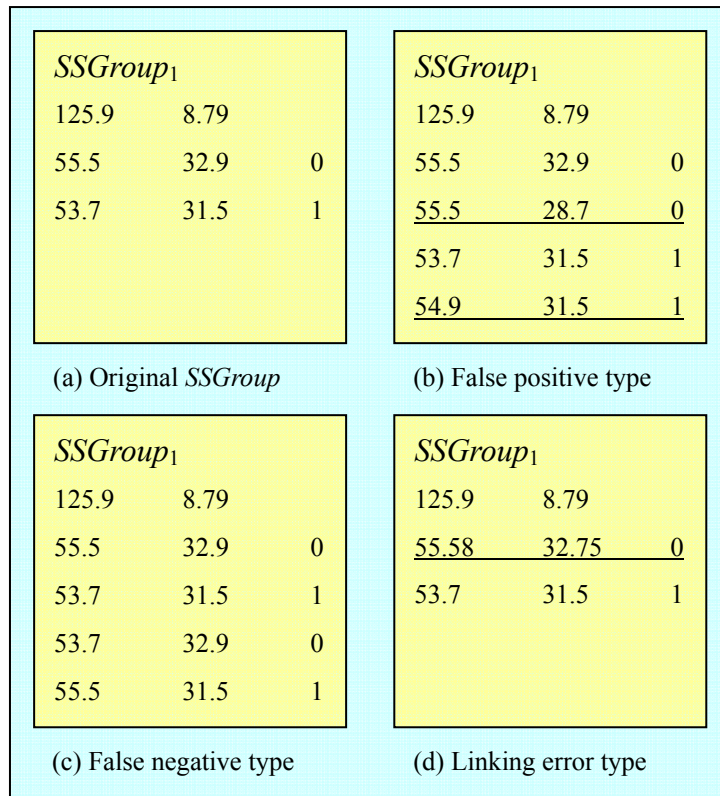 SSGroup₁
125.9 8.79
55.5 32.9 0
53.7 31.5 1
(a) Original SSGroup
SSGroup₁
125.9 8.79
55.5 32.9 0
55.5 28.7 0
53.7 31.5 1
54.9 31.5 1
(b) False positive type
SSGroup₁
125.9 8.79
55.5 32.9 0
53.7 31.5 1
53.7 32.9 0
55.5 31.5 1
(c) False negative type
SSGroup₁
125.9 8.79
55.58 32.75 0
53.7 31.5 1
(d) Linking error type